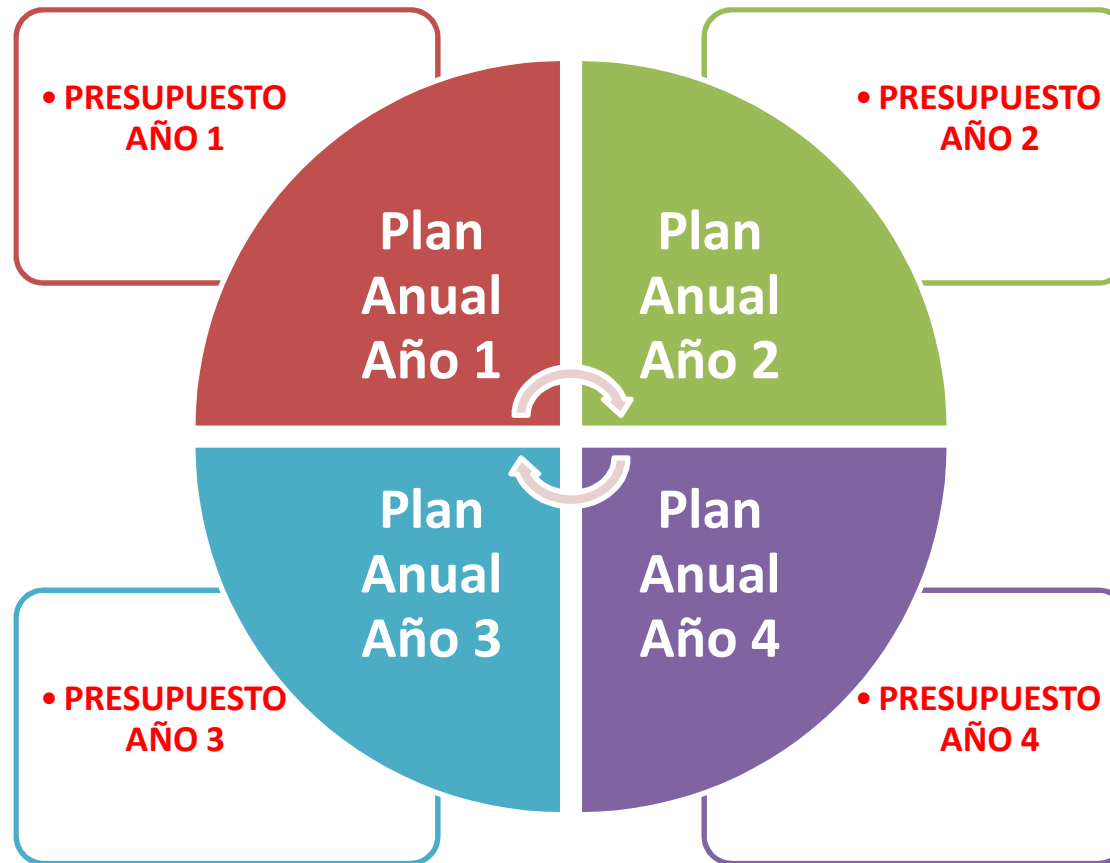 • PRESUPUESTO
AÑO 1
• PRESUPUESTO
AÑO 2
Plan
Anual
Año 1
Plan
Anual
Año 2
Plan
Anual
Año 3
Plan
Anual
Año 4
• PRESUPUESTO
AÑO 3
• PRESUPUESTO
AÑO 4